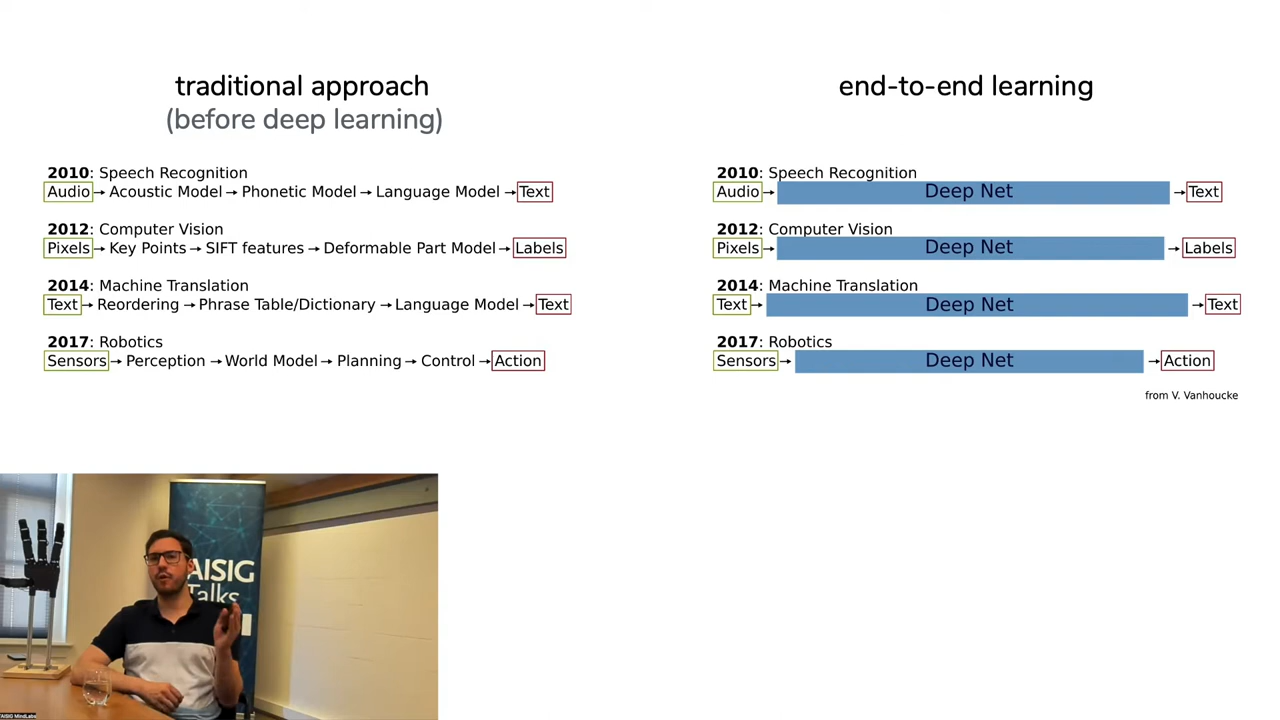 traditional approach
(before deep learning)
2010: Speech Recognition
Audio → Acoustic Model → Phonetic Model → Language Model → Text
2012: Computer Vision
Pixels → Key Points → SIFT features → Deformable Part Model → Labels
2014: Machine Translation
Text → Reordering → Phrase Table/Dictionary → Language Model → Text
2017: Robotics
Sensors → Perception → World Model → Planning → Control → Action
end-to-end learning
2010: Speech Recognition
Audio → Deep Net → Text
2012: Computer Vision
Pixels → Deep Net → Labels
2014: Machine Translation
Text → Deep Net → Text
2017: Robotics
Sensors → Deep Net → Action
from V. Vanhoucke
AISIG
Talks
AISIG MindLabs